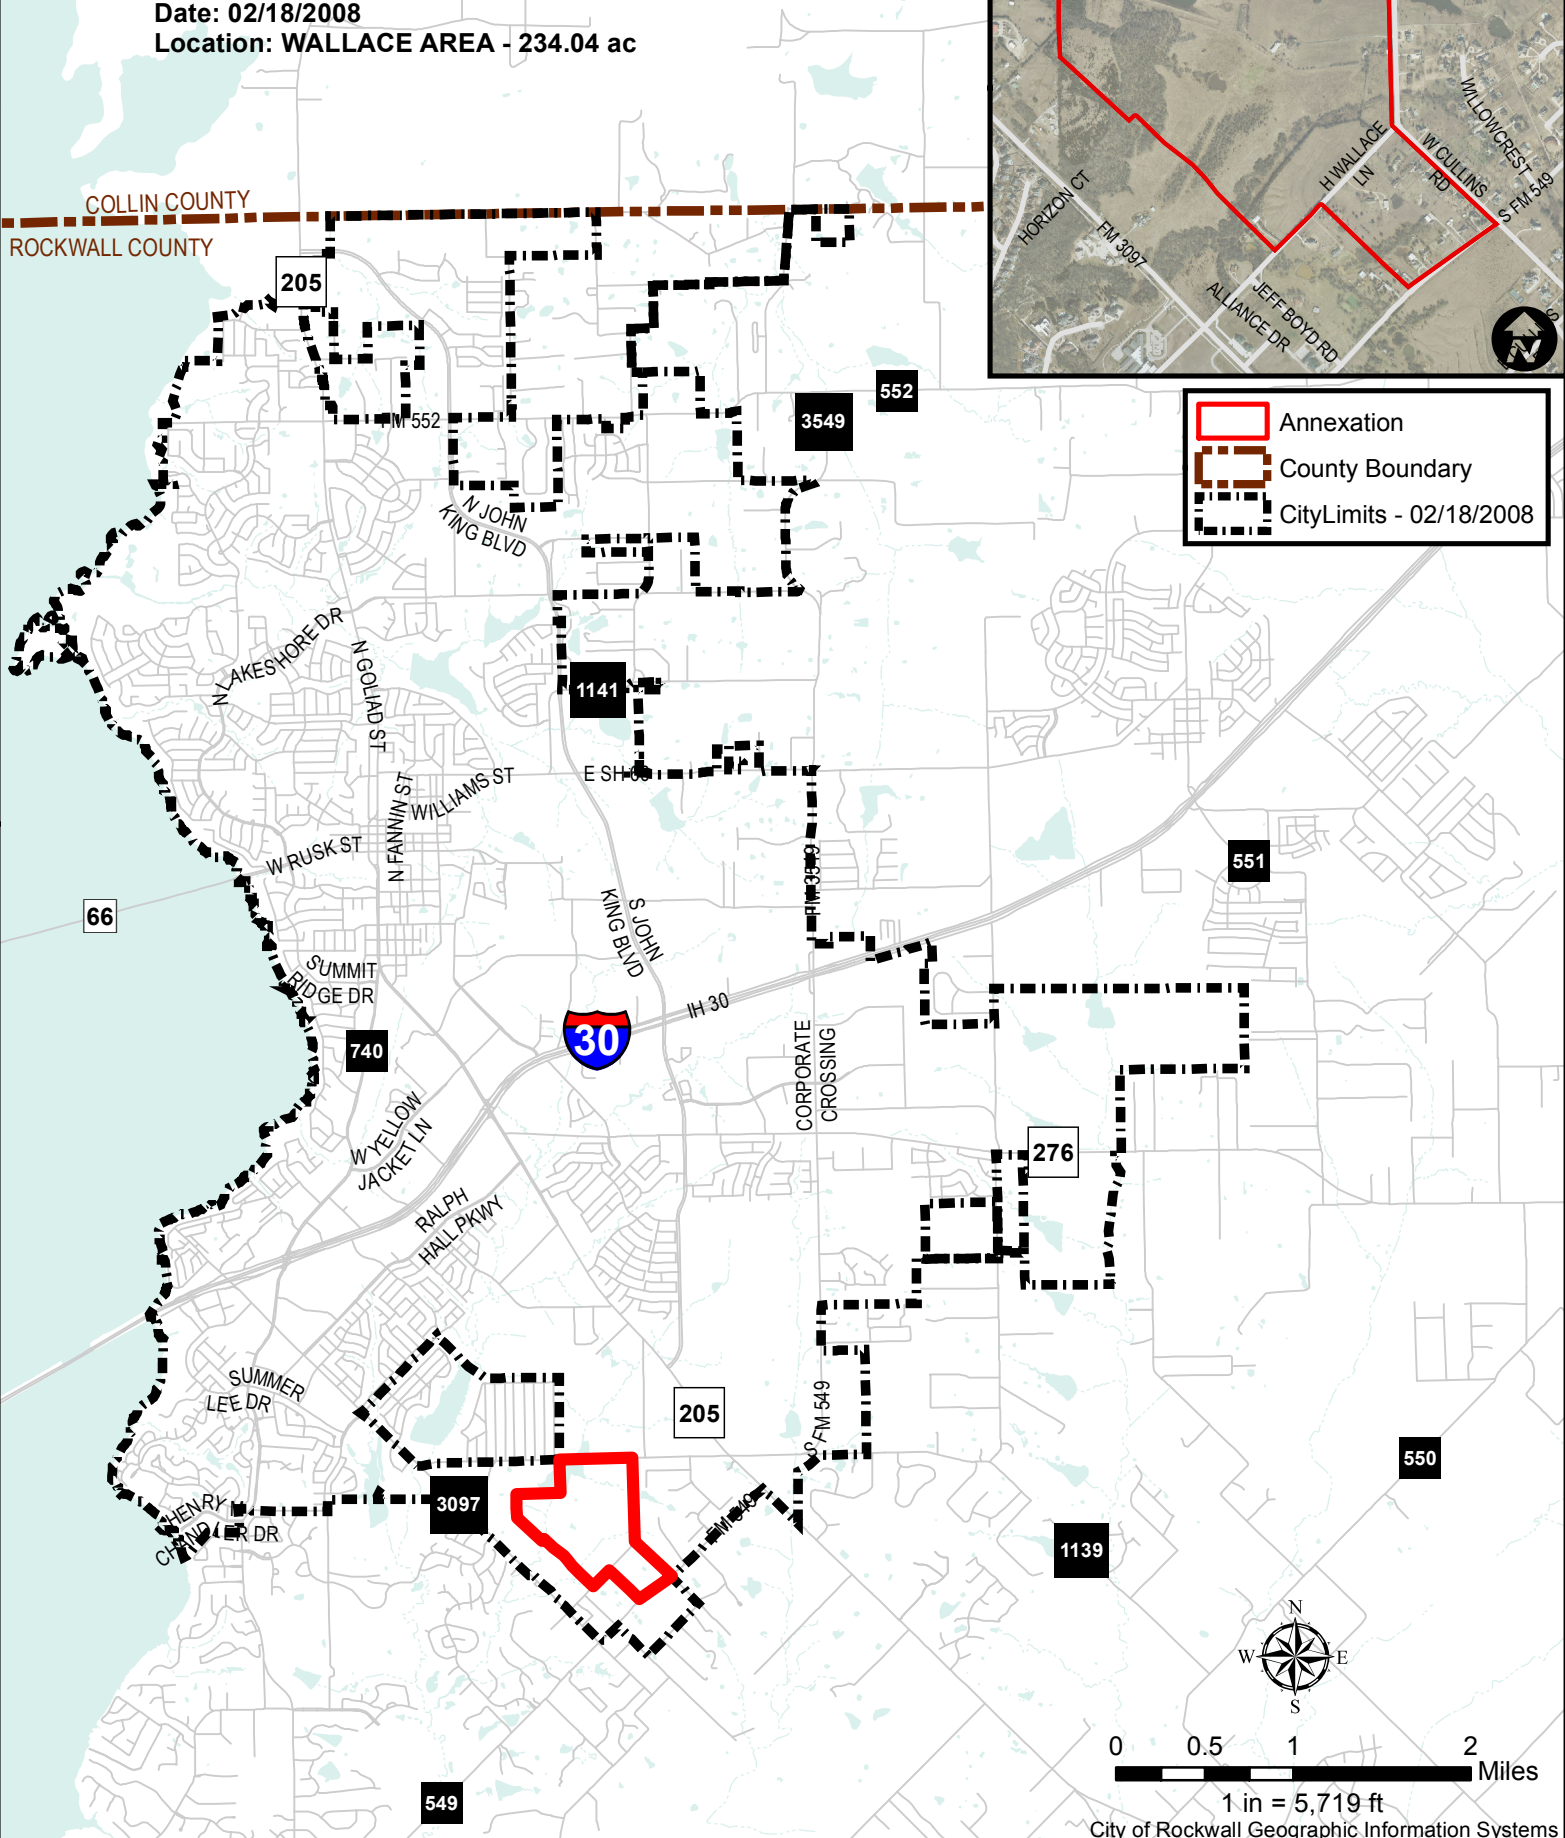 Date: 02/18/2008
Location: WALLACE AREA - 234.04 ac
WILLOWCREST
H WALLACE
LN
W CULLINS
RD
S FM 549
HORIZON CT
FM 3097
JEFF BOYD RD
ALLIANCE DR
N
Annexation
County Boundary
CityLimits - 02/18/2008
COLLIN COUNTY
ROCKWALL COUNTY
205
552
3549
FM 552
N JOHN
KING BLVD
N LAKESHORE DR
N GOLIAD ST
1141
E SH 66
WILLIAMS ST
N FANNIN ST
W RUSK ST
FM 3549
551
66
S JOHN
KING BLVD
SUMMIT
RIDGE DR
IH 30
30
740
CORPORATE
CROSSING
W YELLOW
JACKET LN
276
RALPH
HALL PKWY
SUMMER
LEE DR
205
S FM 549
550
3097
HENRY
CHANDLER DR
FM 549
1139
N
W
E
S
0 0.5 1 2
Miles
1 in = 5,719 ft
549
City of Rockwall Geographic Information Systems